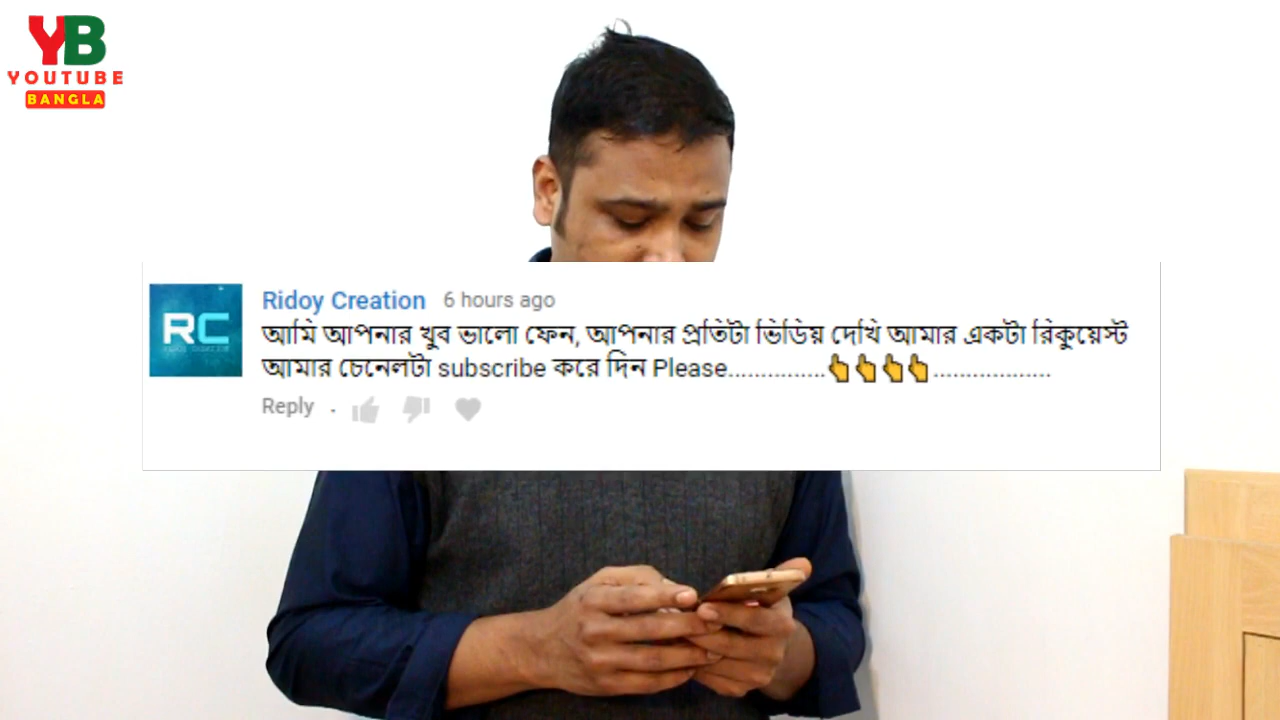 YB
YOUTUBE
BANGLA
RC
Ridoy Creation 6 hours ago
আমি আপনার খুব ভালো ফেন, আপনার প্রতিটা ভিডিয় দেখি আমার একটা রিকুয়েস্ট
আমার চেনেলটা subscribe করে দিন Please...............👆👆👆👆..................
Reply .